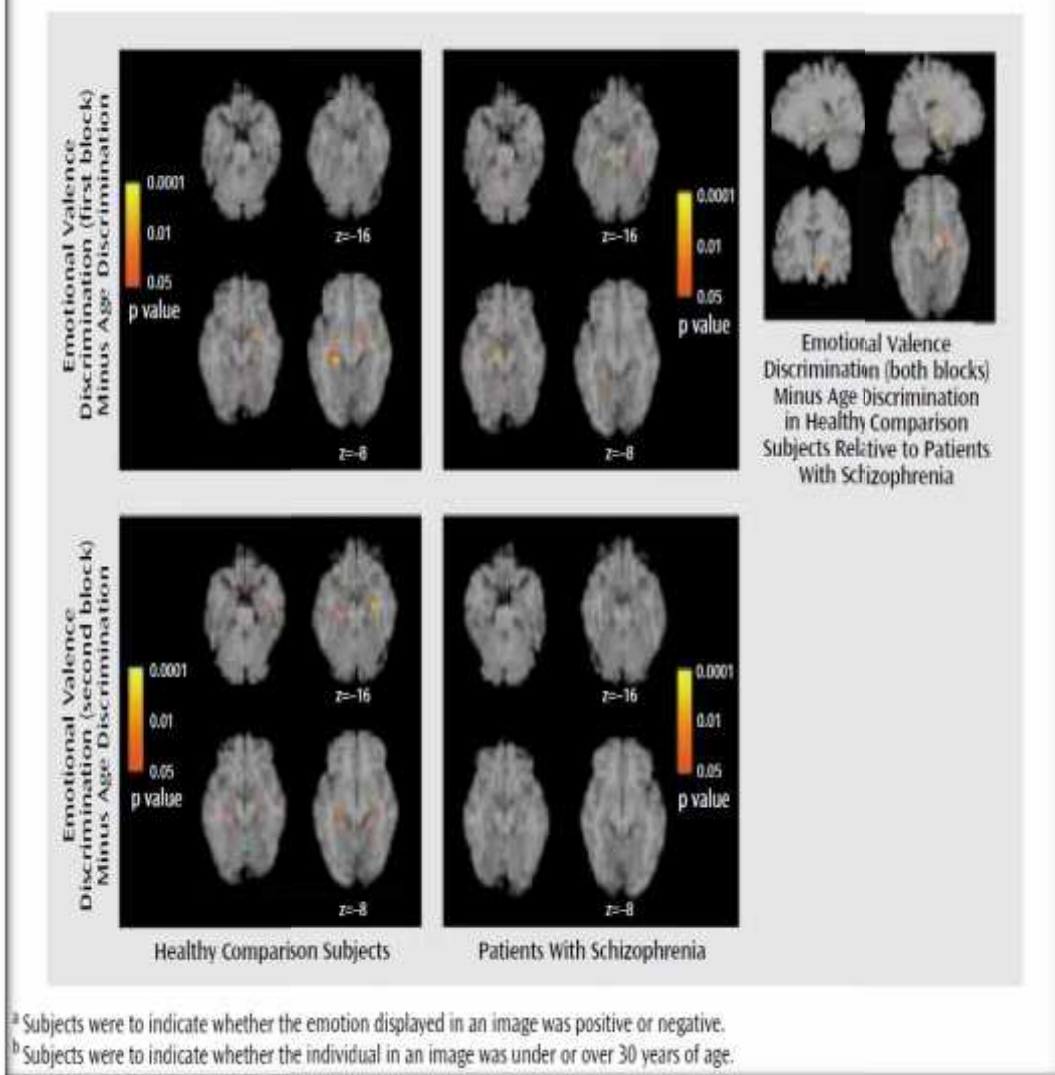 Emotional Valence
Discrimination (first block)
Minus Age Discrimination
0.0001
0.01
0.05
p value
z=-16
z=-8
z=-16
z=-8
0.0001
0.01
0.05
p value
Emotional Valence
Discrimination (both blocks)
Minus Age Discrimination
in Healthy Comparison
Subjects Relative to Patients
With Schizophrenia
Emotional Valence
Discrimination (second block)
Minus Age Discrimination
0.0001
0.01
0.05
p value
z=-16
z=-8
z=-16
z=-8
0.0001
0.01
0.05
p value
Healthy Comparison Subjects
Patients With Schizophrenia
a Subjects were to indicate whether the emotion displayed in an image was positive or negative.
b Subjects were to indicate whether the individual in an image was under or over 30 years of age.